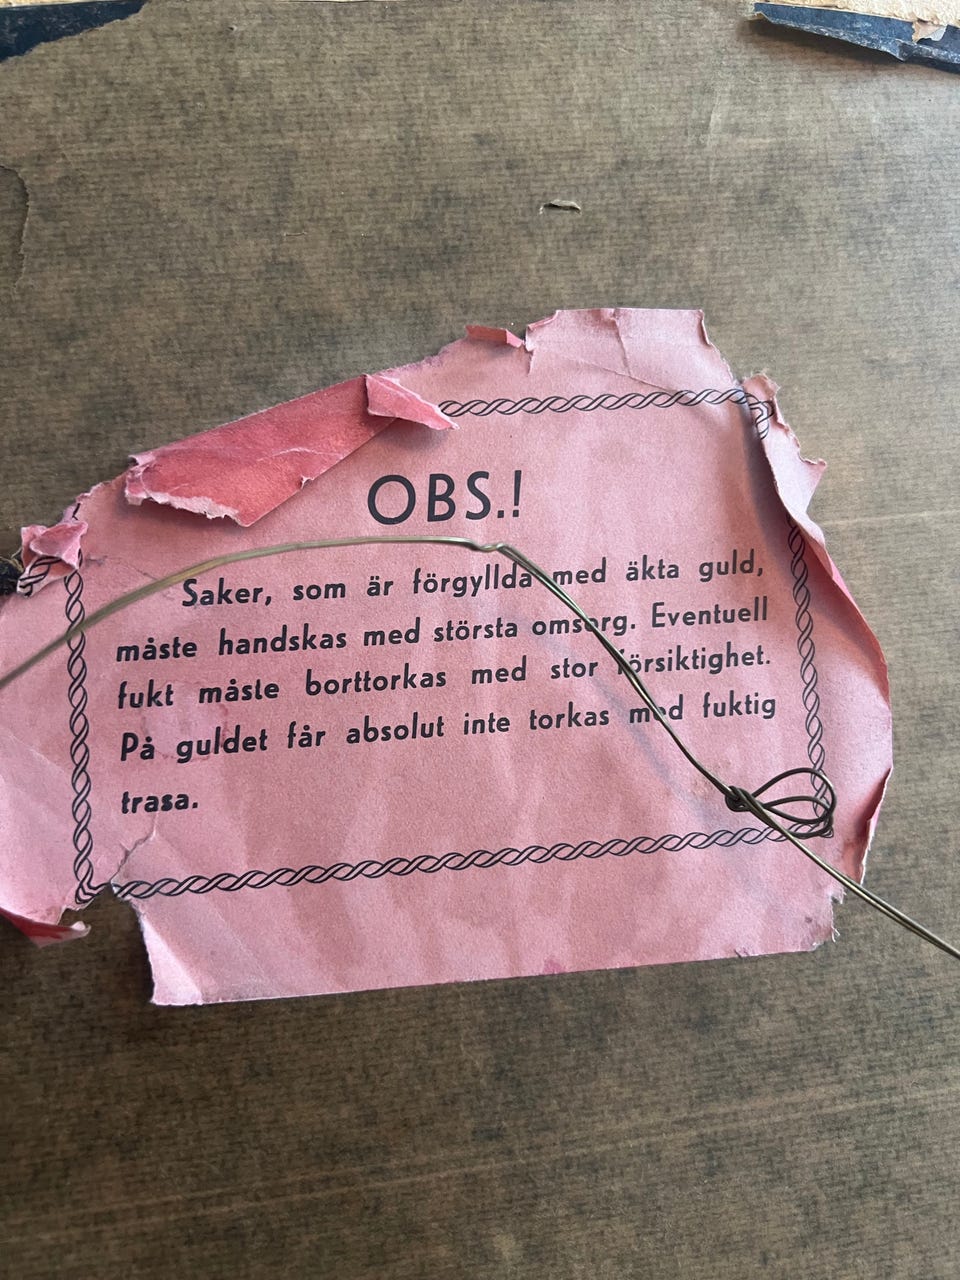 OBS.!
Saker, som är förgyllda med äkta guld,
måste handskas med största omsorg. Eventuell
fukt måste borttorkas med stor försiktighet.
På guldet får absolut inte torkas med fuktig
trasa.